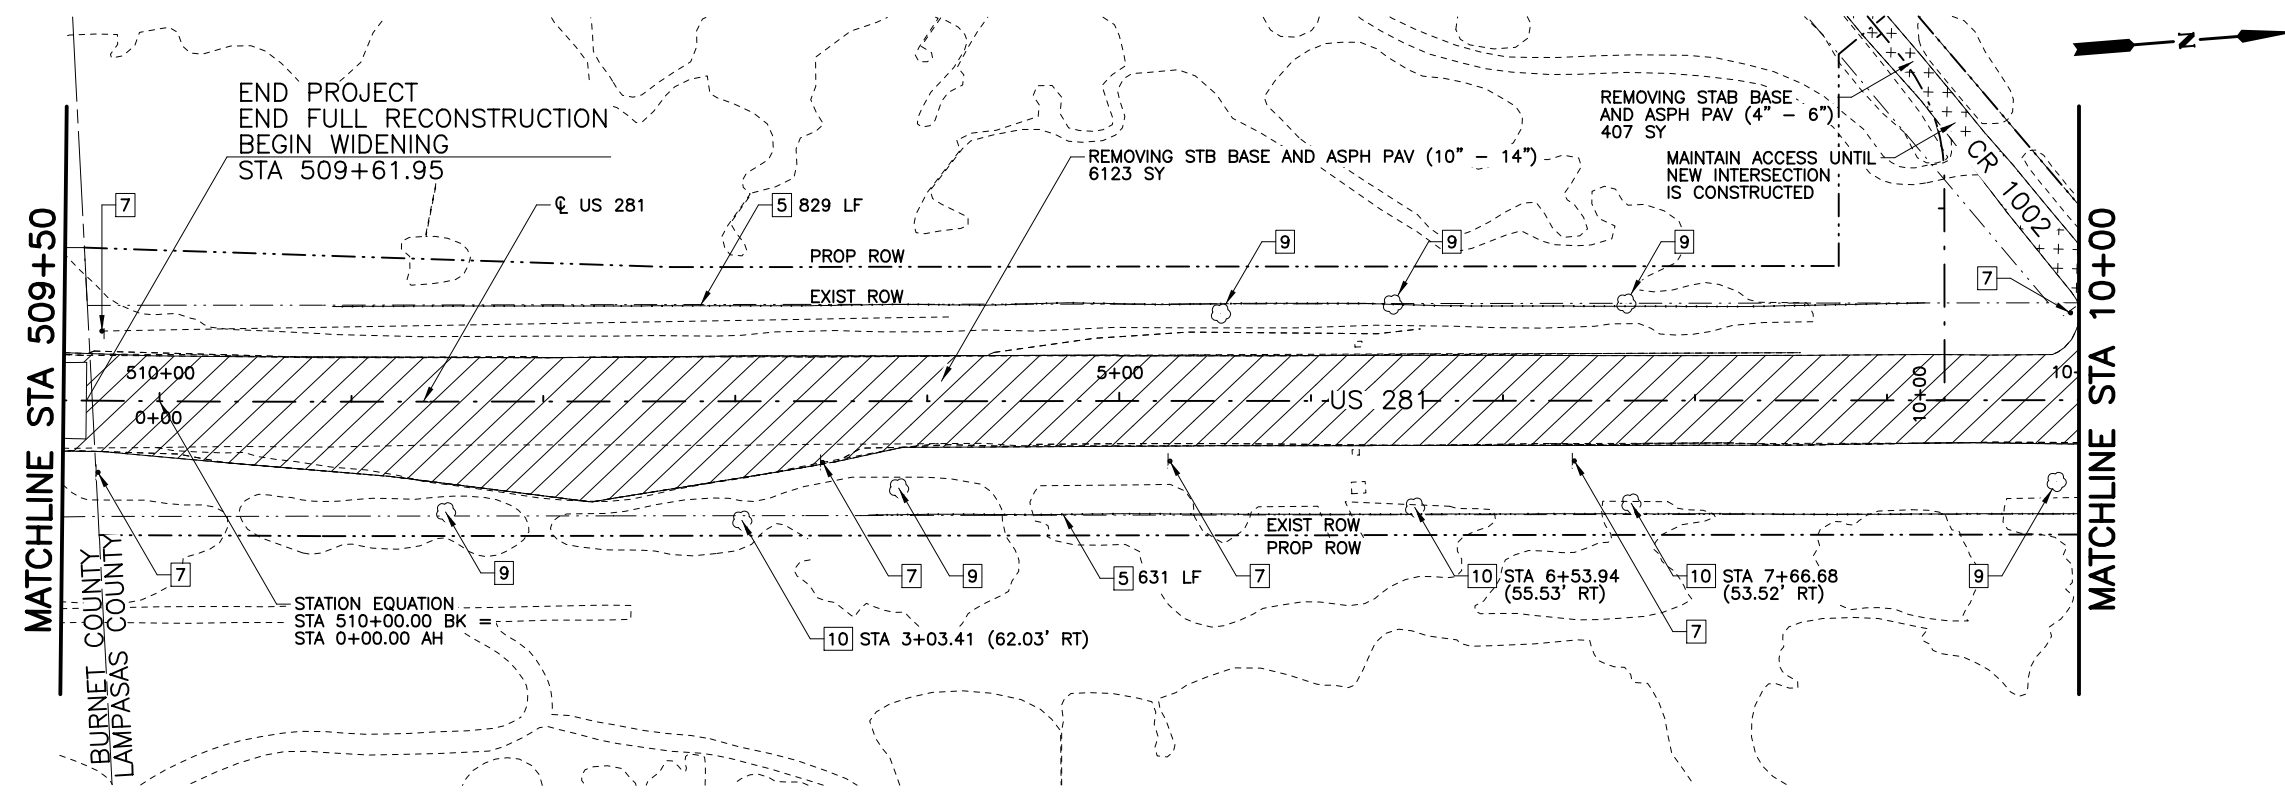 N
END PROJECT
END FULL RECONSTRUCTION
BEGIN WIDENING
STA 509+61.95
REMOVING STAB BASE
AND ASPH PAV (4" - 6")
407 SY
MAINTAIN ACCESS UNTIL
NEW INTERSECTION
IS CONSTRUCTED
CR 1002
REMOVING STB BASE AND ASPH PAV (10" - 14")
6123 SY
7
℄ US 281
5 829 LF
9
9
9
7
PROP ROW
EXIST ROW
MATCHLINE STA 509+50
MATCHLINE STA 10+00
510+00
0+00
5+00
US 281
10+00
10
EXIST ROW
PROP ROW
7
9
7
9
5 631 LF
7
10 STA 6+53.94
(55.53' RT)
10 STA 7+66.68
(53.52' RT)
9
7
STATION EQUATION
STA 510+00.00 BK =
STA 0+00.00 AH
10 STA 3+03.41 (62.03' RT)
BURNET COUNTY
LAMPASAS COUNTY